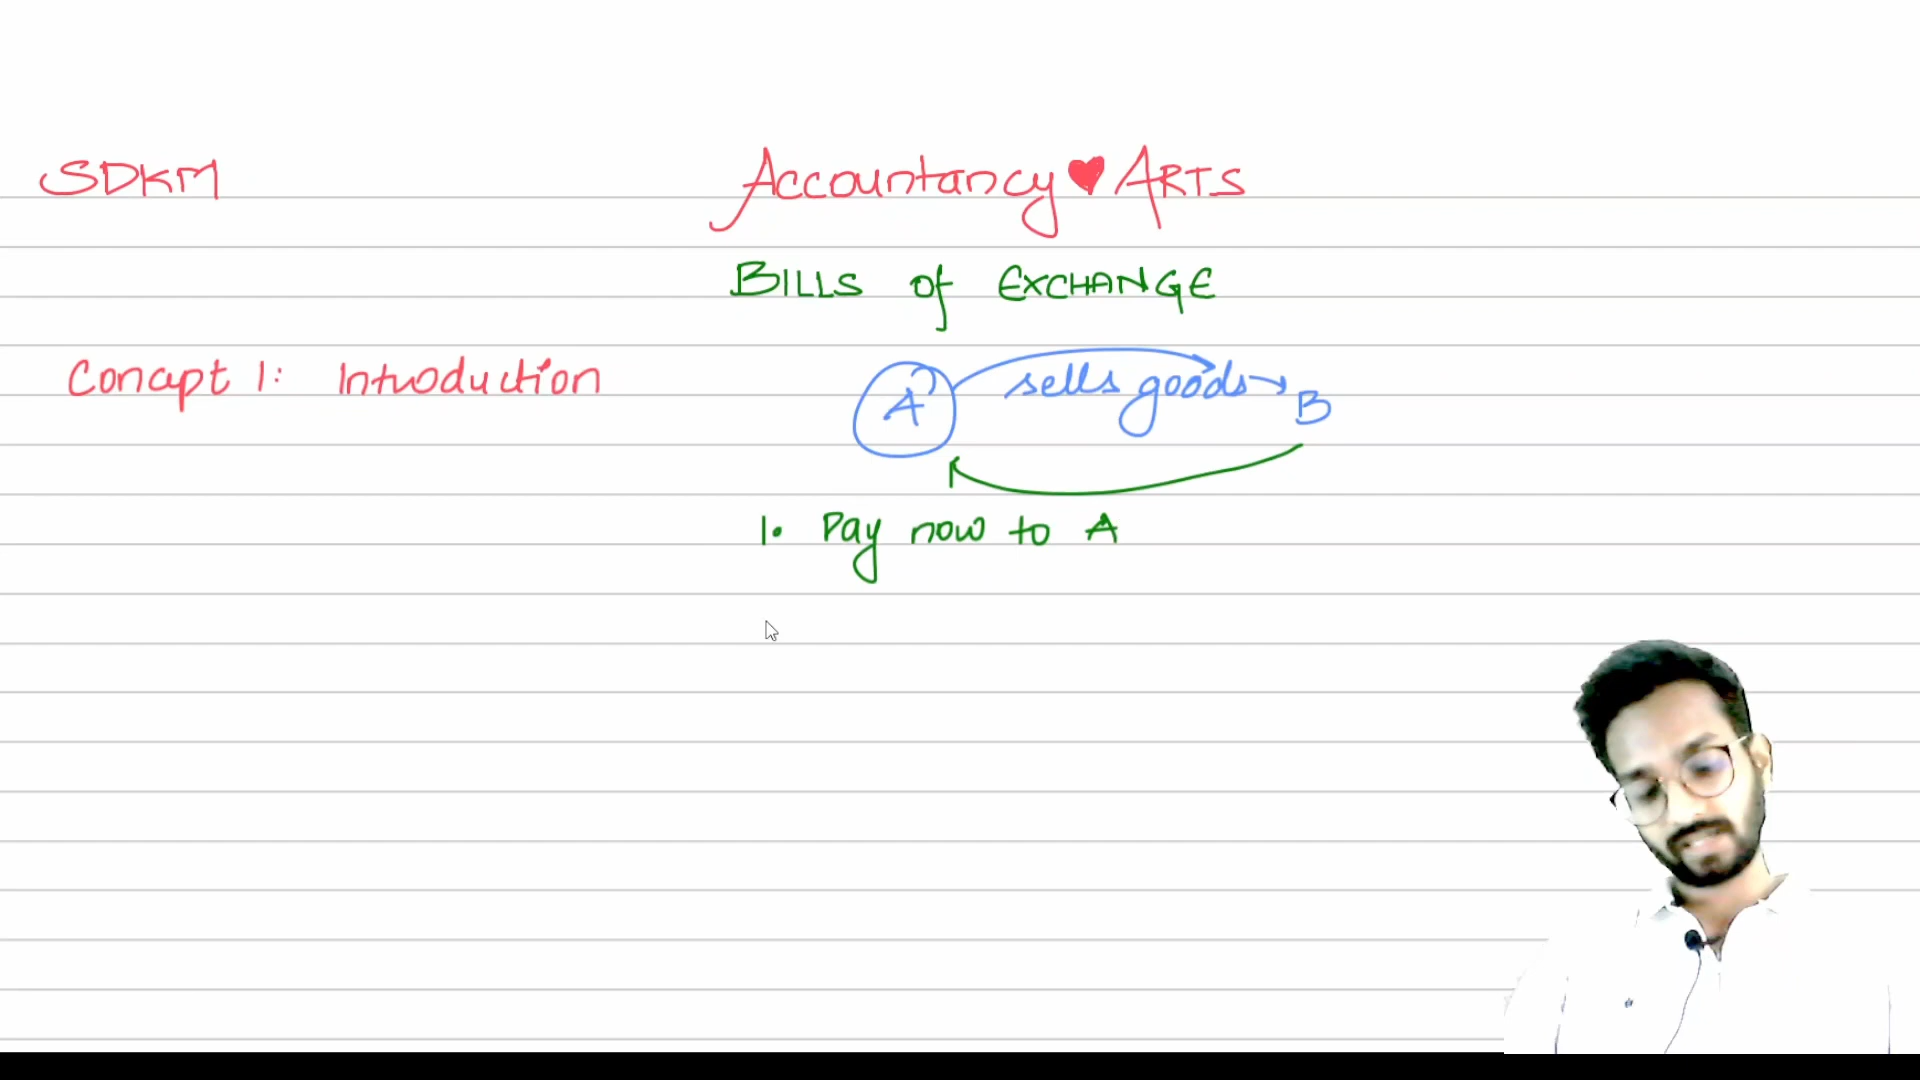 SDKM
Accountancy ♥ ARTS
BILLS of EXCHANGE
Concept 1: Introduction
A sells goods → B
1. Pay now to A